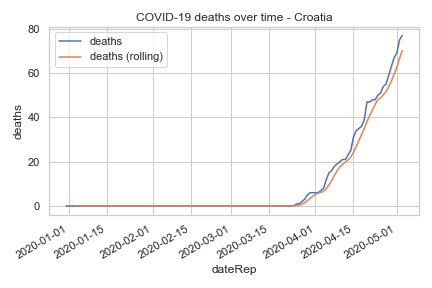 COVID-19 deaths over time - Croatia
deaths
deaths (rolling)
80
60
40
20
0
deaths
2020-01-01
2020-01-15
2020-02-01
2020-02-15
2020-03-01
2020-03-15
2020-04-01
2020-04-15
2020-05-01
dateRep